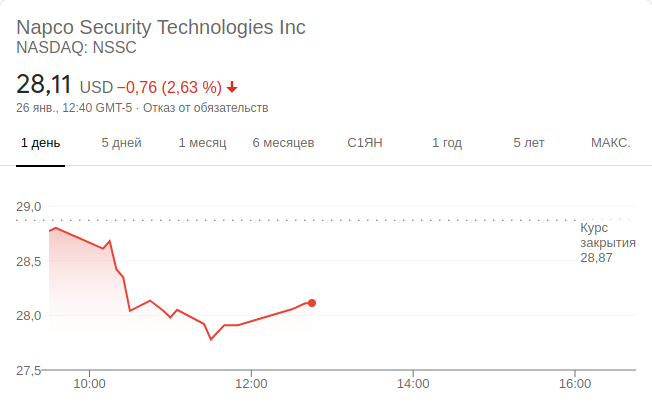 Napco Security Technologies Inc
NASDAQ: NSSC
28,11 USD −0,76 (2,63 %)
26 янв., 12:40 GMT-5 · Отказ от обязательств
1 день 5 дней 1 месяц 6 месяцев С1ЯН 1 год 5 лет МАКС.
29,0
Курс
закрытия
28,87
28,5
28,0
27,5
10:00 12:00 14:00 16:00